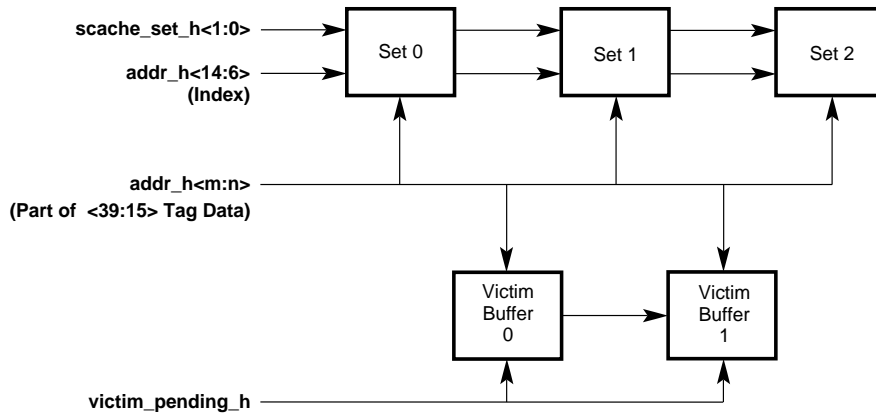 scache_set_h<1:0>
Set 0
Set 1
Set 2
addr_h<14:6>
(Index)
addr_h<m:n>
(Part of <39:15> Tag Data)
Victim
Buffer
0
Victim
Buffer
1
victim_pending_h